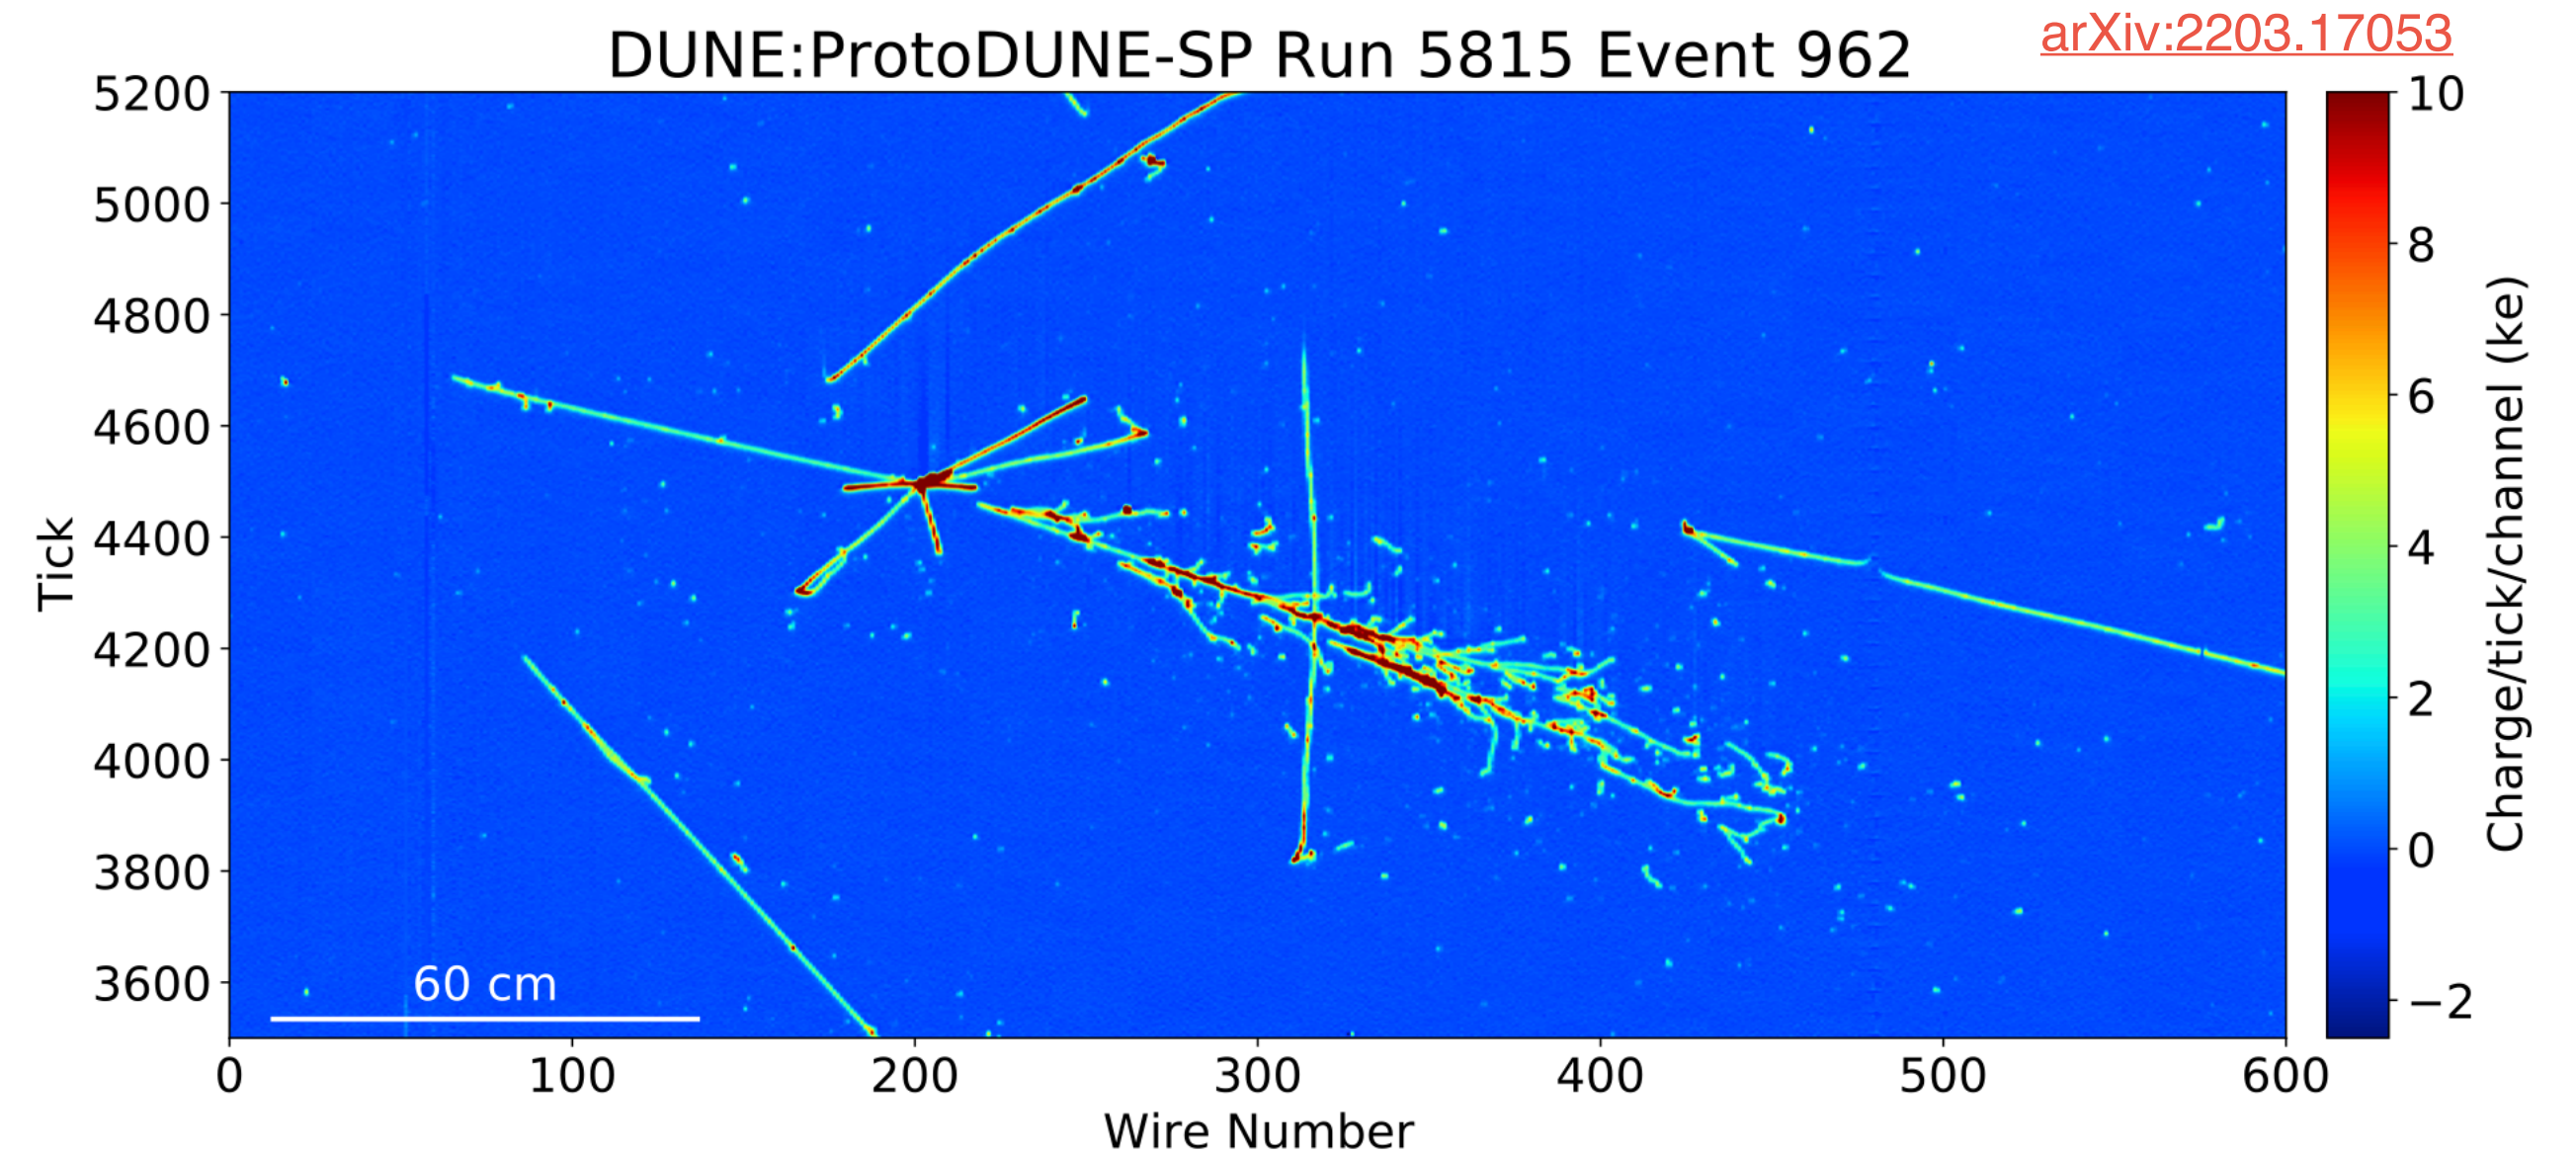 DUNE:ProtoDUNE-SP Run 5815 Event 962
arXiv:2203.17053
5200
5000
4800
4600
4400
4200
4000
3800
3600
Tick
60 cm
0 100 200 300 400 500 600
Wire Number
10
8
6
4
2
0
−2
Charge/tick/channel (ke)